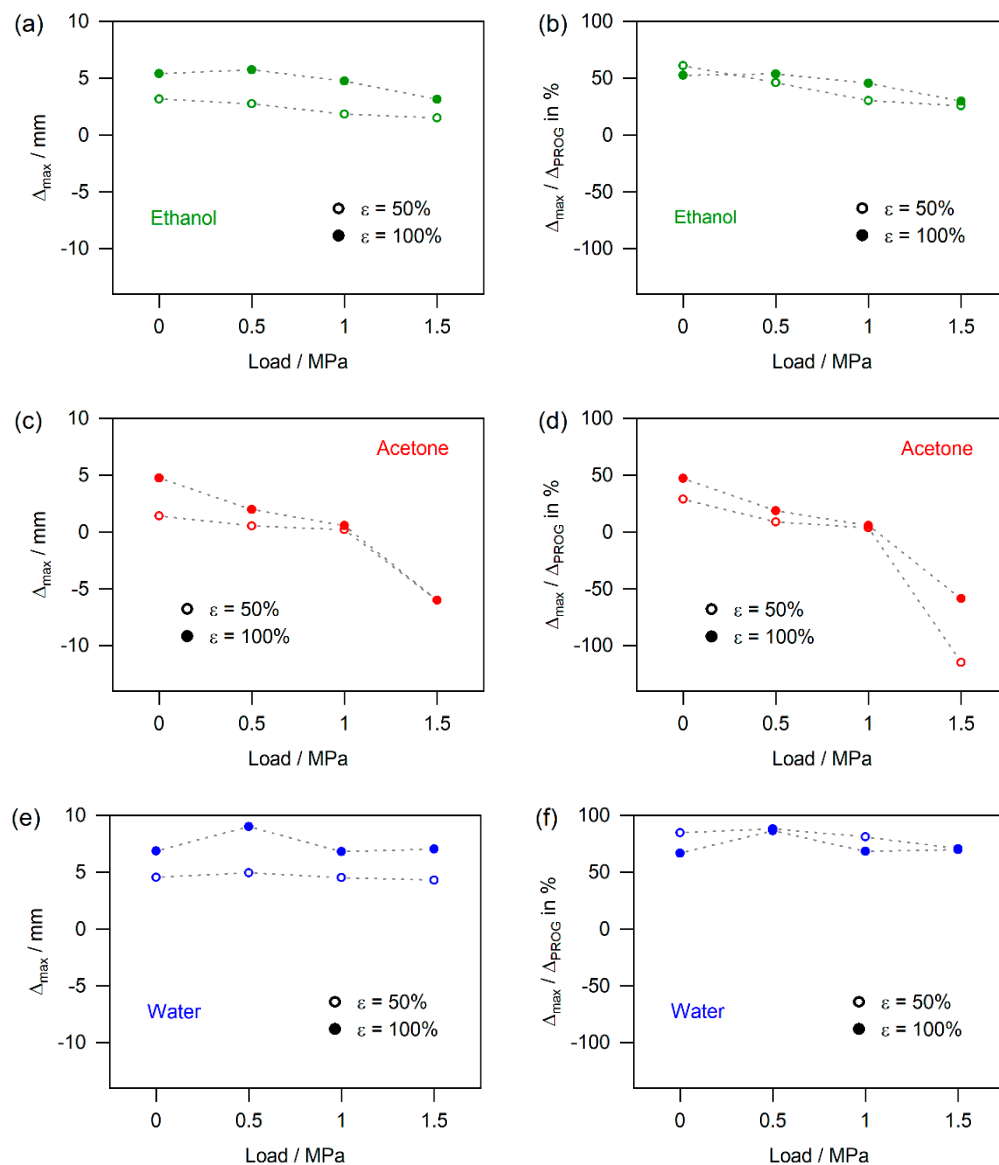 (a)
10
5
0
-5
-10
Δmax / mm
Ethanol
ε = 50%
ε = 100%
0 0.5 1 1.5
Load / MPa
(b)
100
50
0
-50
-100
Δmax / ΔPROG in %
Ethanol
ε = 50%
ε = 100%
0 0.5 1 1.5
Load / MPa
(c)
10
5
0
-5
-10
Δmax / mm
Acetone
ε = 50%
ε = 100%
0 0.5 1 1.5
Load / MPa
(d)
100
50
0
-50
-100
Δmax / ΔPROG in %
Acetone
ε = 50%
ε = 100%
0 0.5 1 1.5
Load / MPa
(e)
10
5
0
-5
-10
Δmax / mm
Water
ε = 50%
ε = 100%
0 0.5 1 1.5
Load / MPa
(f)
100
50
0
-50
-100
Δmax / ΔPROG in %
Water
ε = 50%
ε = 100%
0 0.5 1 1.5
Load / MPa